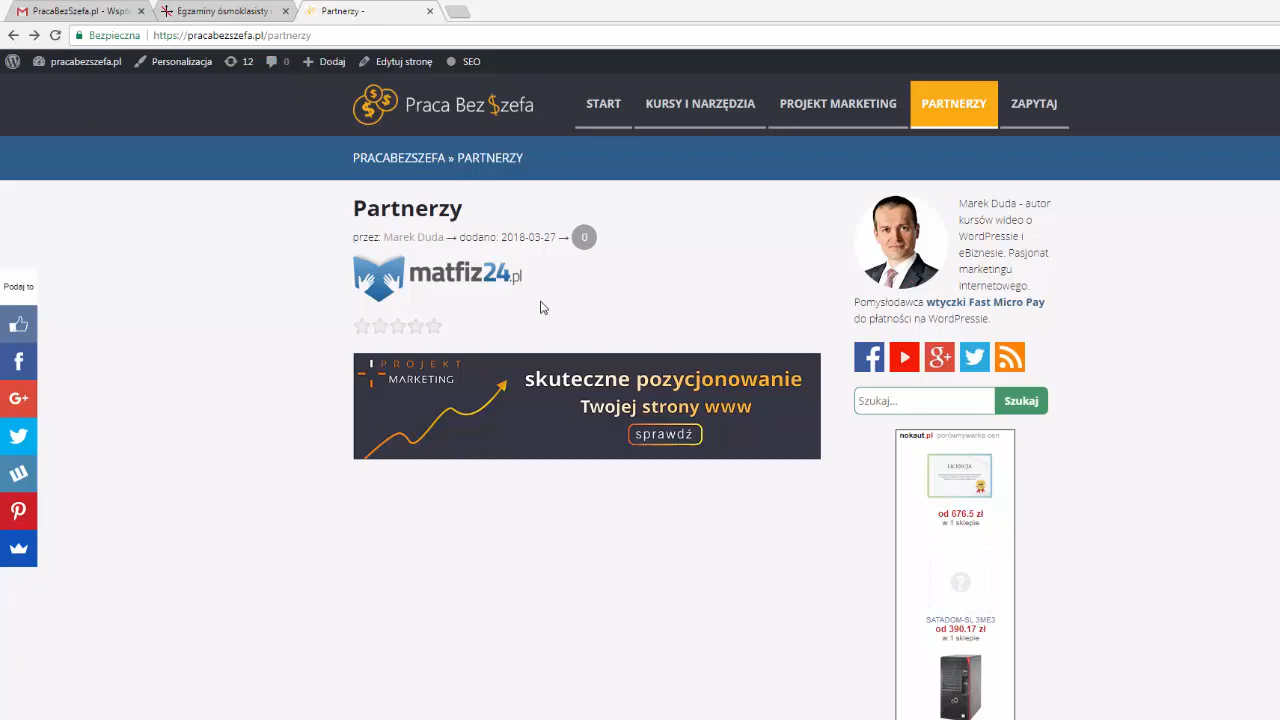 PracaBezSzefa.pl - Wspó
Egzaminy ósmoklasisty
Partnerzy -
Bezpieczna
https://pracabezszefa.pl/partnerzy
pracabezszefa.pl
Personalizacja
12
0
Dodaj
Edytuj stronę
SEO
Praca Bez $zefa
START
KURSY I NARZĘDZIA
PROJEKT MARKETING
PARTNERZY
ZAPYTAJ
PRACABEZSZEFA » PARTNERZY
Partnerzy
przez: Marek Duda → dodano: 2018-03-27 → 0
matfiz24.pl
PROJEKT
MARKETING
skuteczne pozycjonowanie
Twojej strony www
sprawdź
Podaj to
Marek Duda - autor
kursów wideo o
WordPressie i
eBiznesie. Pasjonat
marketingu
internetowego.
Pomysłodawca wtyczki Fast Micro Pay
do płatności na WordPressie.
Szukaj...
Szukaj
nokaut.pl porównywarka cen
LICENCJA
od 676.5 zł
w 1 sklepie
SATADOM-SL 3ME3
od 390.17 zł
w 1 sklepie